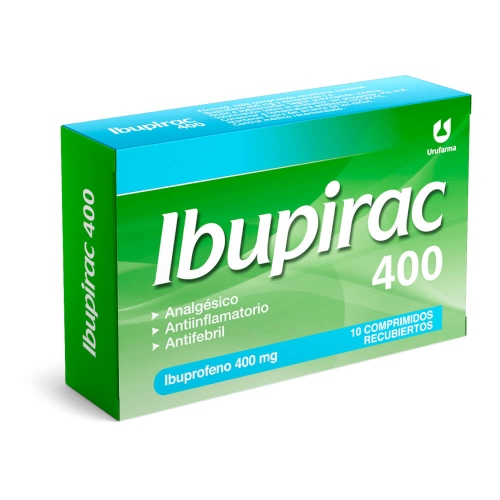 Ibupirac
400
Urufarma
Ibupirac
400
Analgésico
Antiinflamatorio
Antifebril
Ibuprofeno 400 mg
10 COMPRIMIDOS
RECUBIERTOS
Ibupirac 400